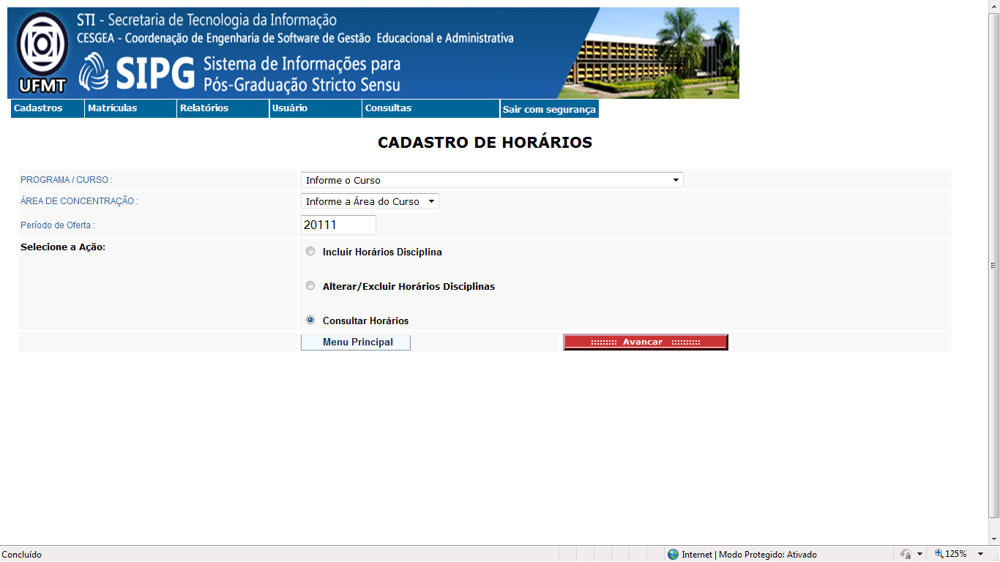 STI - Secretaria de Tecnologia da Informação
CESGEA - Coordenação de Engenharia de Software de Gestão Educacional e Administrativa
UFMT
SIPG
Sistema de Informações para
Pós-Graduação Stricto Sensu
Cadastros Matrículas Relatórios Usuário Consultas Sair com segurança
CADASTRO DE HORÁRIOS
PROGRAMA / CURSO : Informe o Curso
ÁREA DE CONCENTRAÇÃO : Informe a Área do Curso
Período de Oferta : 20111
Selecione a Ação: Incluir Horários Disciplina
Alterar/Excluir Horários Disciplinas
Consultar Horários
Menu Principal ::::::::: Avancar ::::::::::
Concluído Internet | Modo Protegido: Ativado 125%